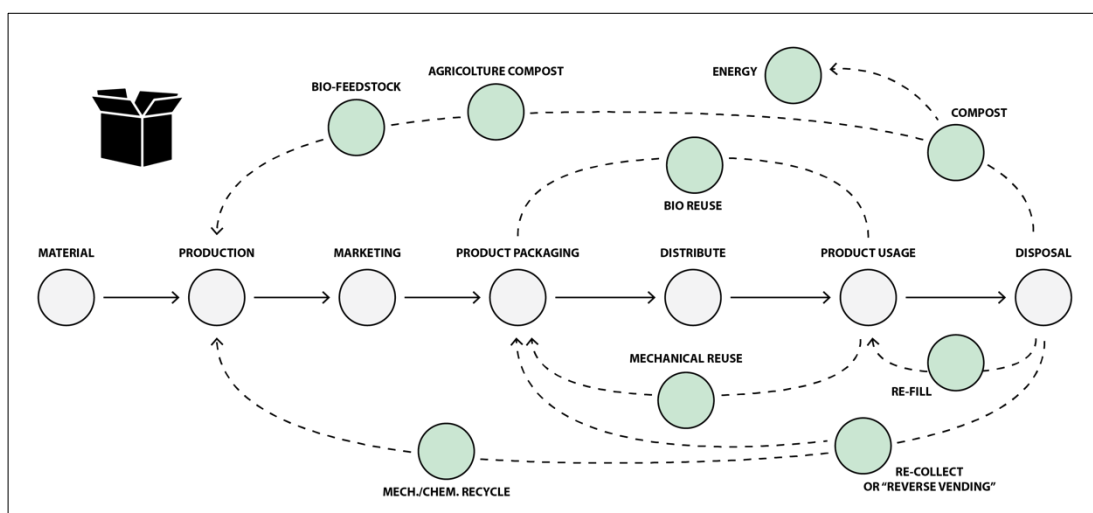 ENERGY
AGRICOLTURE COMPOST
BIO-FEEDSTOCK
COMPOST
BIO REUSE
MATERIAL
PRODUCTION
MARKETING
PRODUCT PACKAGING
DISTRIBUTE
PRODUCT USAGE
DISPOSAL
MECHANICAL REUSE
RE-FILL
RE-COLLECT
OR “REVERSE VENDING”
MECH./CHEM. RECYCLE